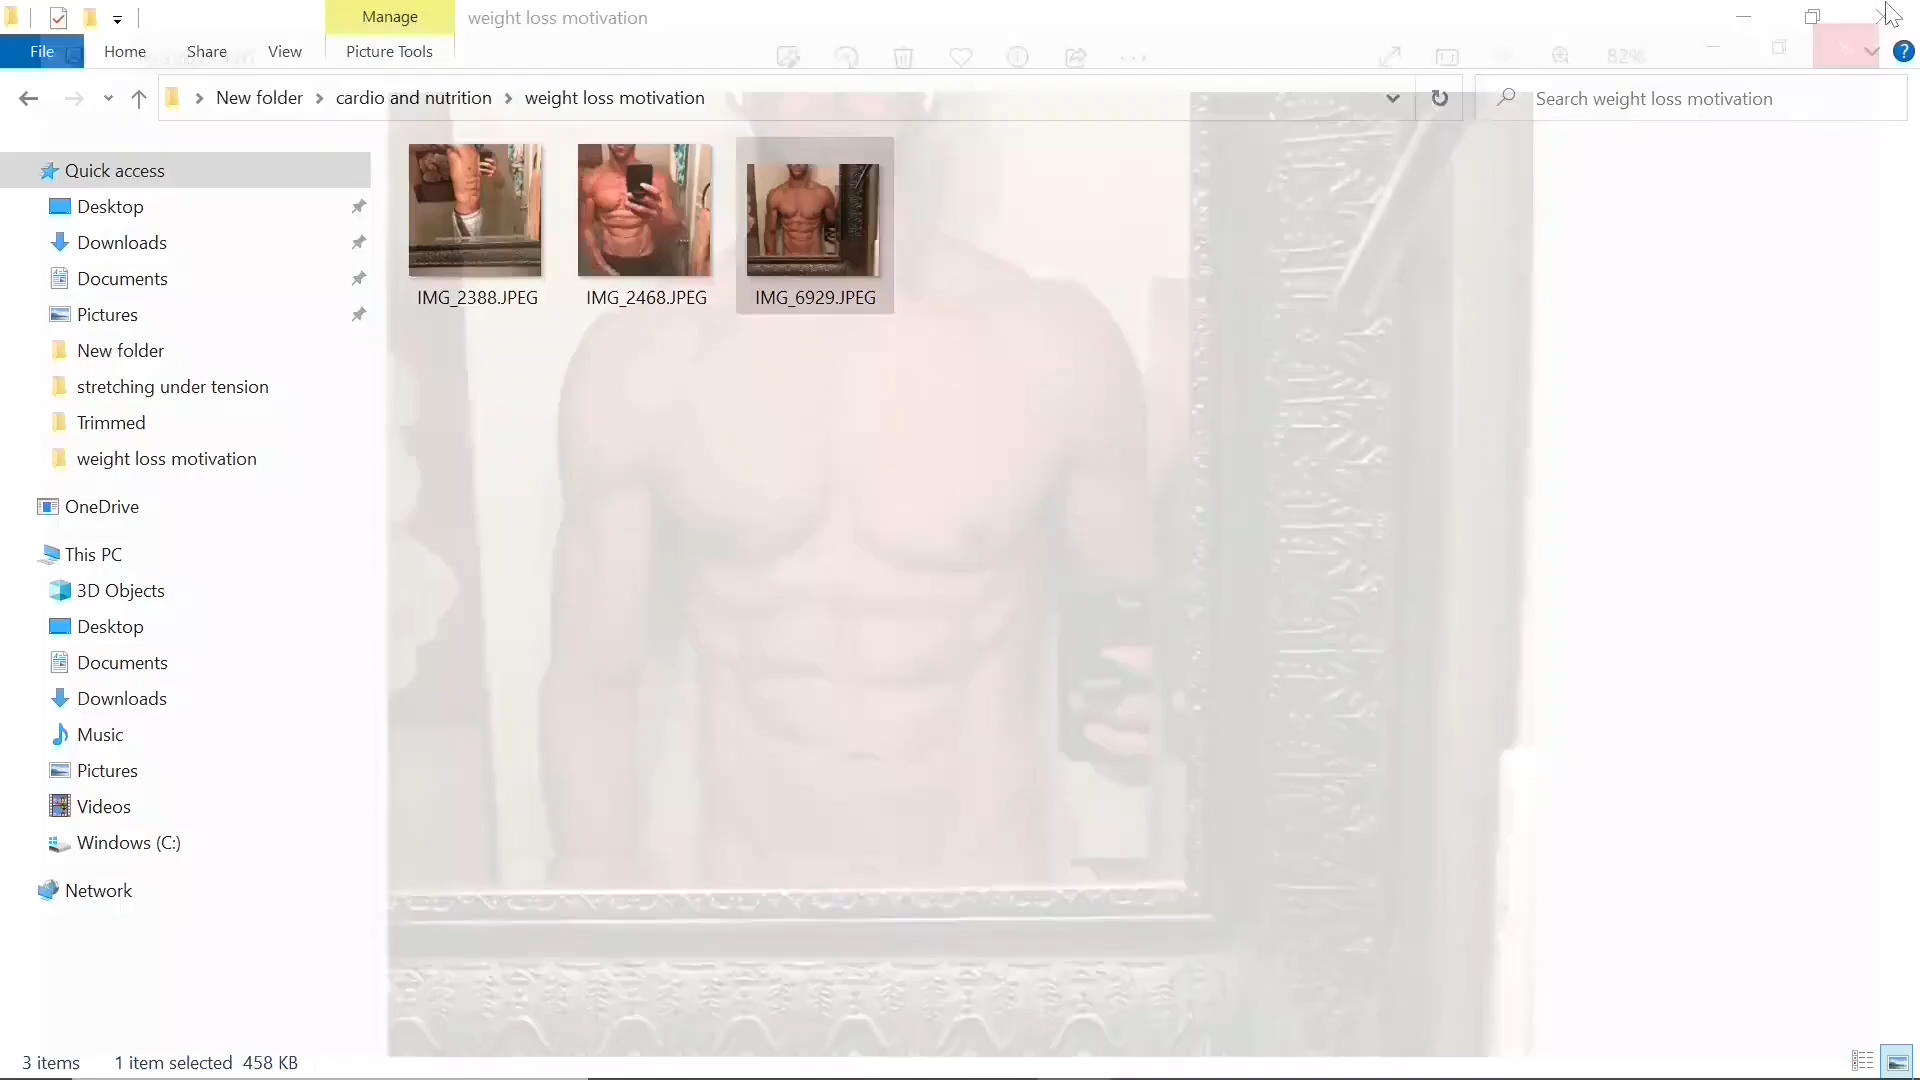 Manage weight loss motivation
File Home Share View Picture Tools 82%
New folder cardio and nutrition weight loss motivation Search weight loss motivation
Quick access
Desktop
Downloads
Documents
Pictures
New folder
stretching under tension
Trimmed
weight loss motivation
OneDrive
This PC
3D Objects
Desktop
Documents
Downloads
Music
Pictures
Videos
Windows (C:)
Network
IMG_2388.JPEG IMG_2468.JPEG IMG_6929.JPEG
3 items 1 item selected 458 KB